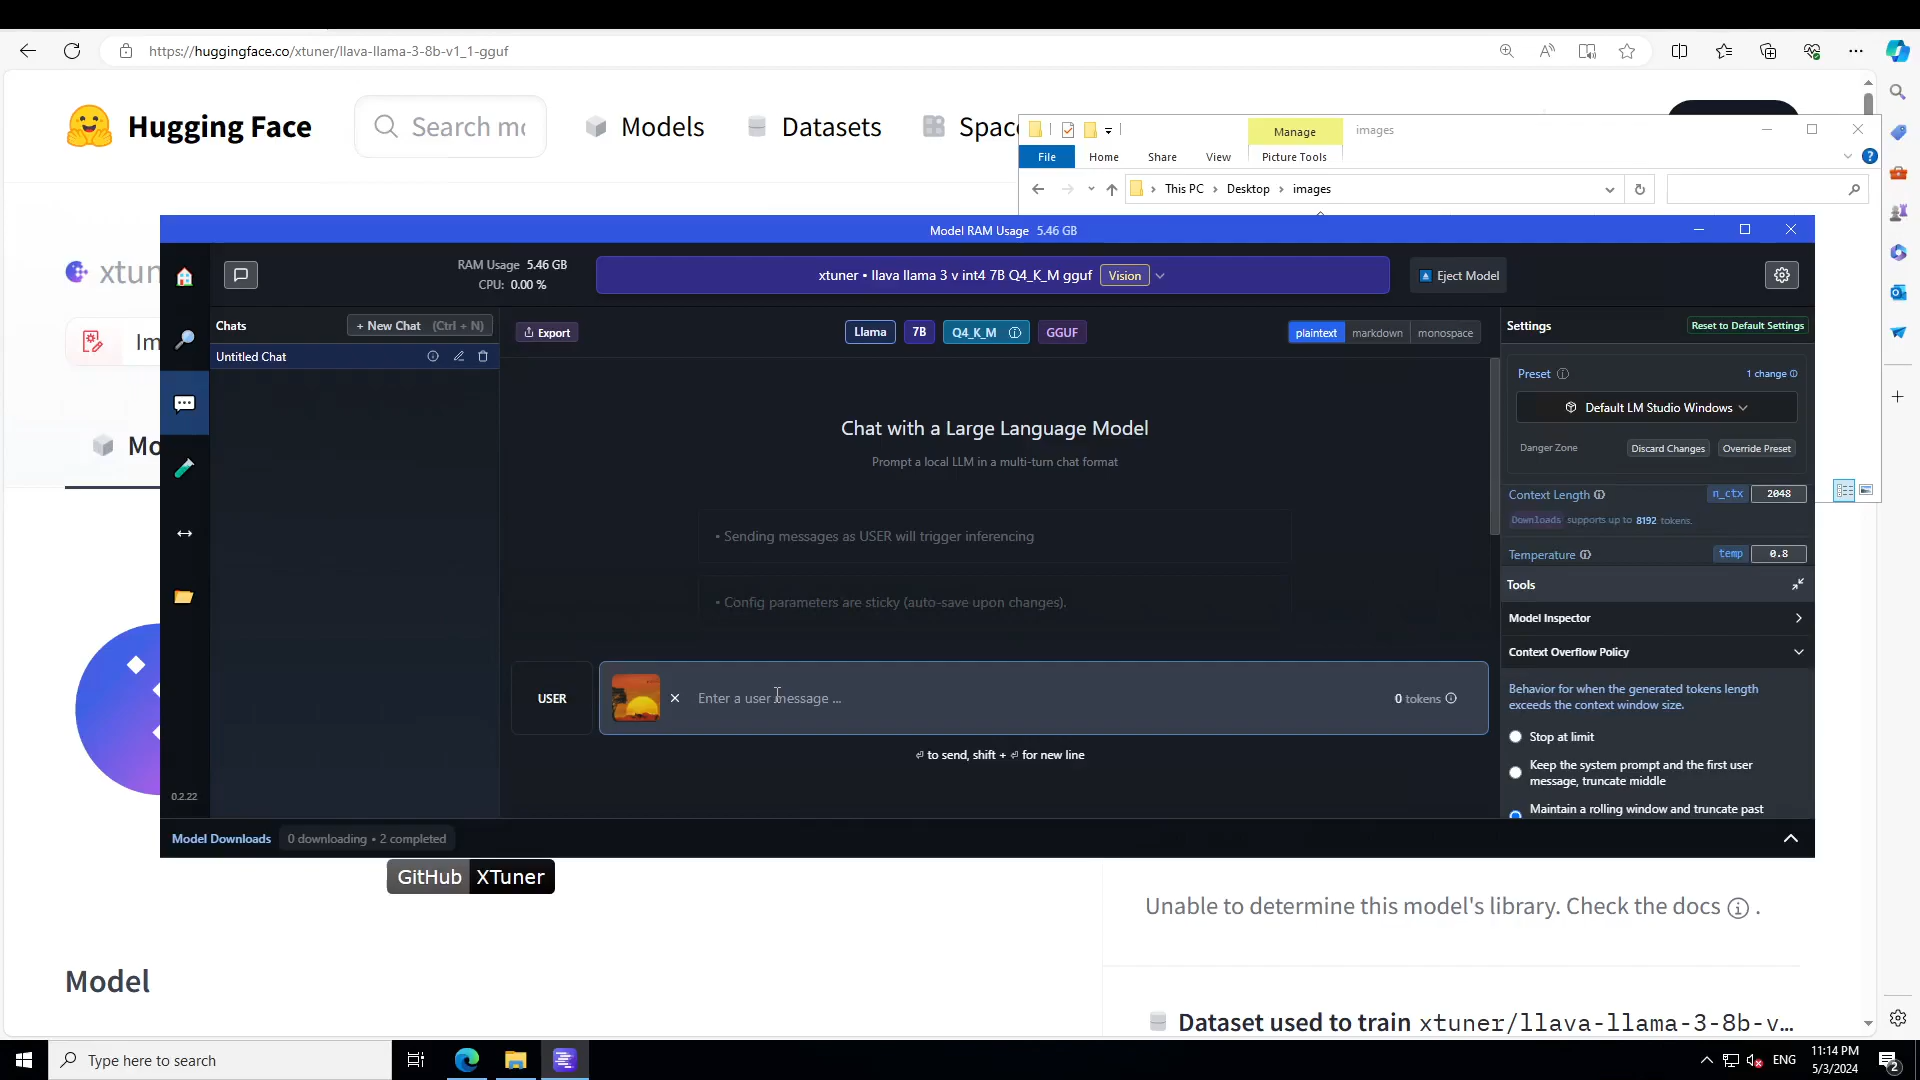 https://huggingface.co/xtuner/llava-llama-3-8b-v1_1-gguf
Hugging Face
Search mo
Models
Datasets
Spac
Manage
images
File
Home
Share
View
Picture Tools
This PC
Desktop
images
xtun
Im
Mo
Model RAM Usage 5.46 GB
RAM Usage 5.46 GB
CPU: 0.00 %
xtuner • llava llama 3 v int4 7B Q4_K_M gguf
Vision
Eject Model
Chats
+ New Chat (Ctrl + N)
Untitled Chat
Export
Llama
7B
Q4_K_M
GGUF
plaintext
markdown
monospace
Chat with a Large Language Model
Prompt a local LLM in a multi-turn chat format
• Sending messages as USER will trigger inferencing
• Config parameters are sticky (auto-save upon changes).
USER
Enter a user message ...
0 tokens
⏎ to send, shift + ⏎ for new line
Settings
Reset to Default Settings
Preset
1 change
Default LM Studio Windows
Danger Zone
Discard Changes
Override Preset
Context Length
n_ctx
2048
Downloads supports up to 8192 tokens.
Temperature
temp
0.8
Tools
Model Inspector
Context Overflow Policy
Behavior for when the generated tokens length
exceeds the context window size.
Stop at limit
Keep the system prompt and the first user
message, truncate middle
Maintain a rolling window and truncate past
0.2.22
Model Downloads
0 downloading • 2 completed
GitHub XTuner
Unable to determine this model's library. Check the docs .
Model
Dataset used to train xtuner/llava-llama-3-8b-v...
Type here to search
ENG
11:14 PM
5/3/2024
2